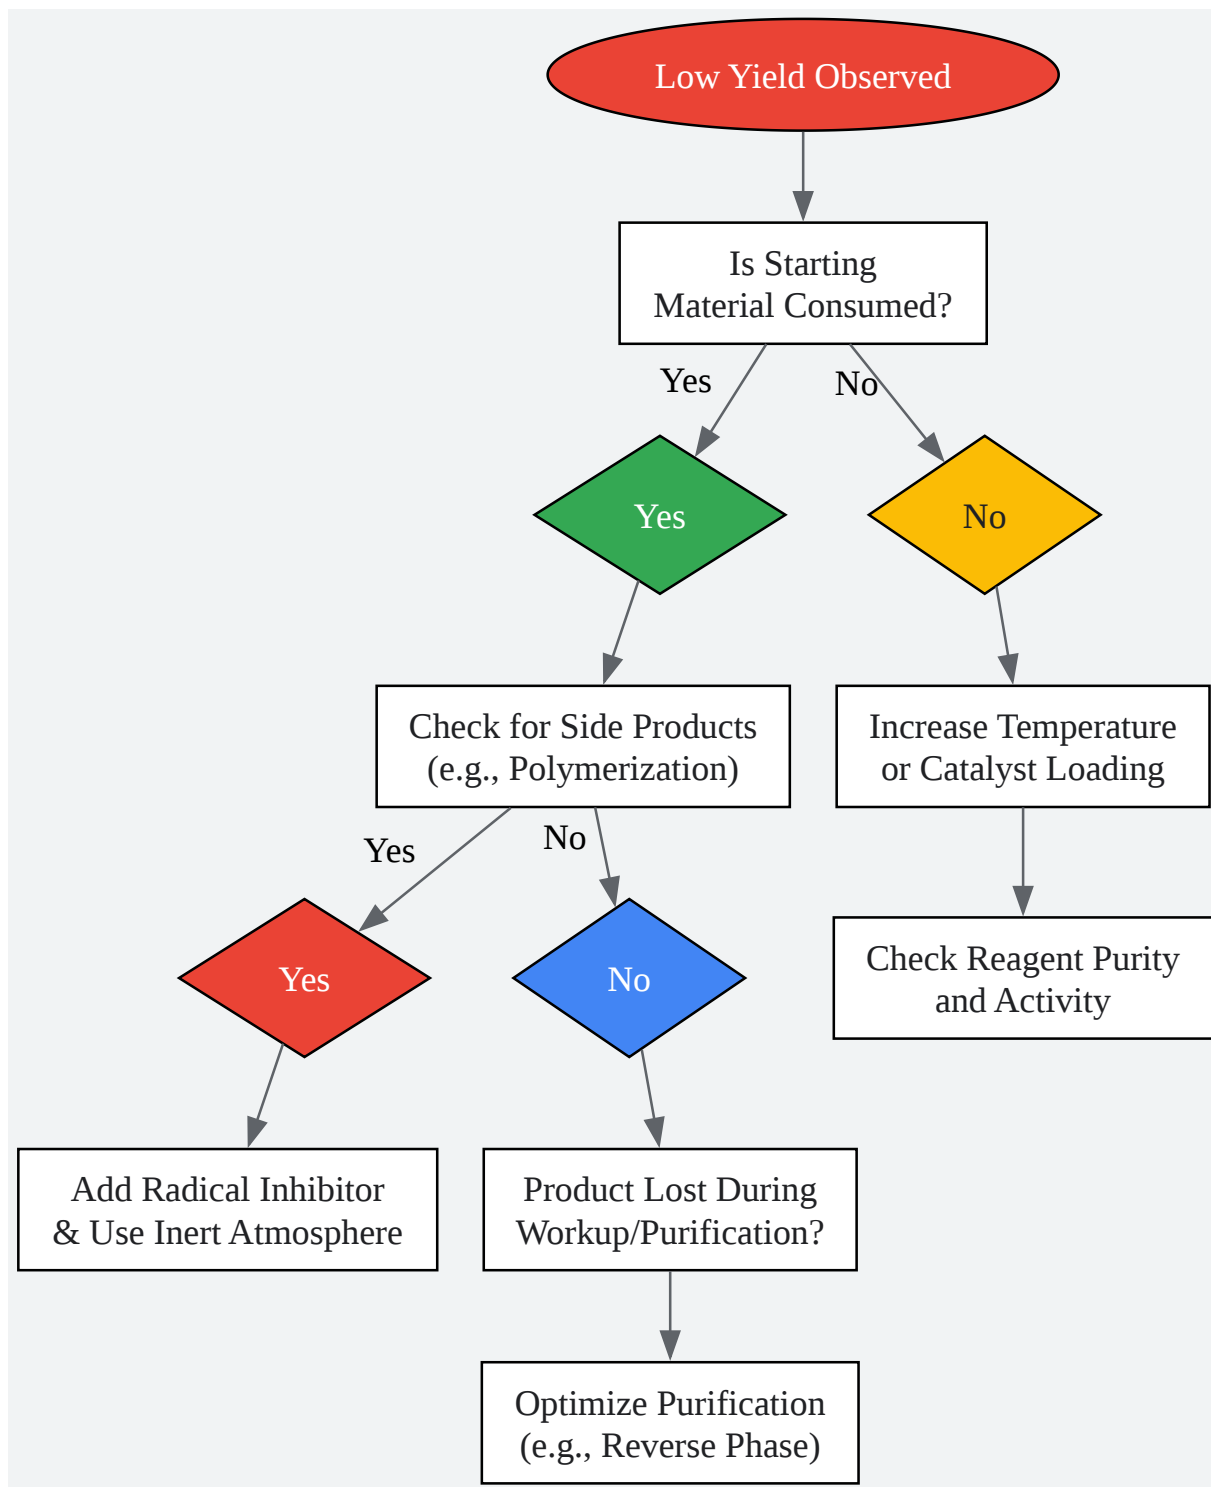 Low Yield Observed
Is Starting
Material Consumed?
Yes
No
Yes
No
Check for Side Products
(e.g., Polymerization)
Increase Temperature
or Catalyst Loading
Yes
No
Yes
No
Check Reagent Purity
and Activity
Add Radical Inhibitor
& Use Inert Atmosphere
Product Lost During
Workup/Purification?
Optimize Purification
(e.g., Reverse Phase)